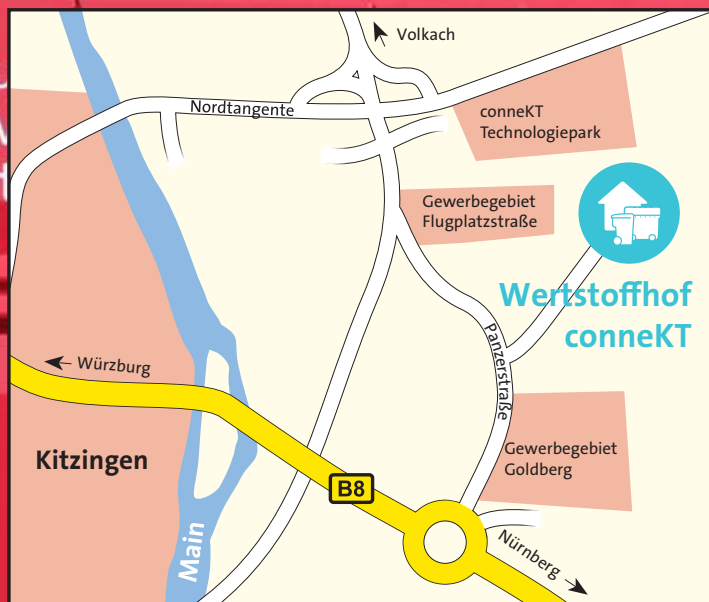 Volkach
Nordtangente
conneKT
Technologiepark
Gewerbegebiet
Flugplatzstraße
Wertstoffhof
conneKT
Panzerstraße
Würzburg
Kitzingen
Gewerbegebiet
Goldberg
B8
Main
Nürnberg